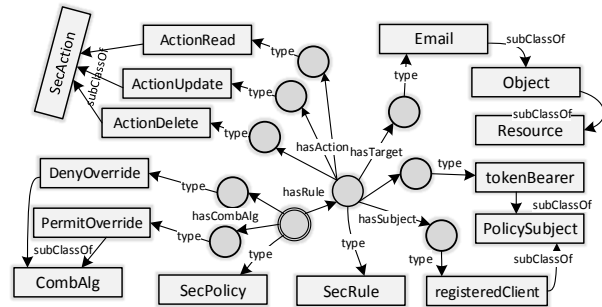 ActionRead
type
Email
subClassOf
SecAction
subClassOf
ActionUpdate
type
type
Object
ActionDelete
type
subClassOf
Resource
hasAction
hasTarget
DenyOverride
type
hasRule
type
tokenBearer
hasCombAlg
hasSubject
PermitOverride
type
subClassOf
PolicySubject
subClassOf
type
type
type
subClassOf
CombAlg
SecPolicy
SecRule
registeredClient